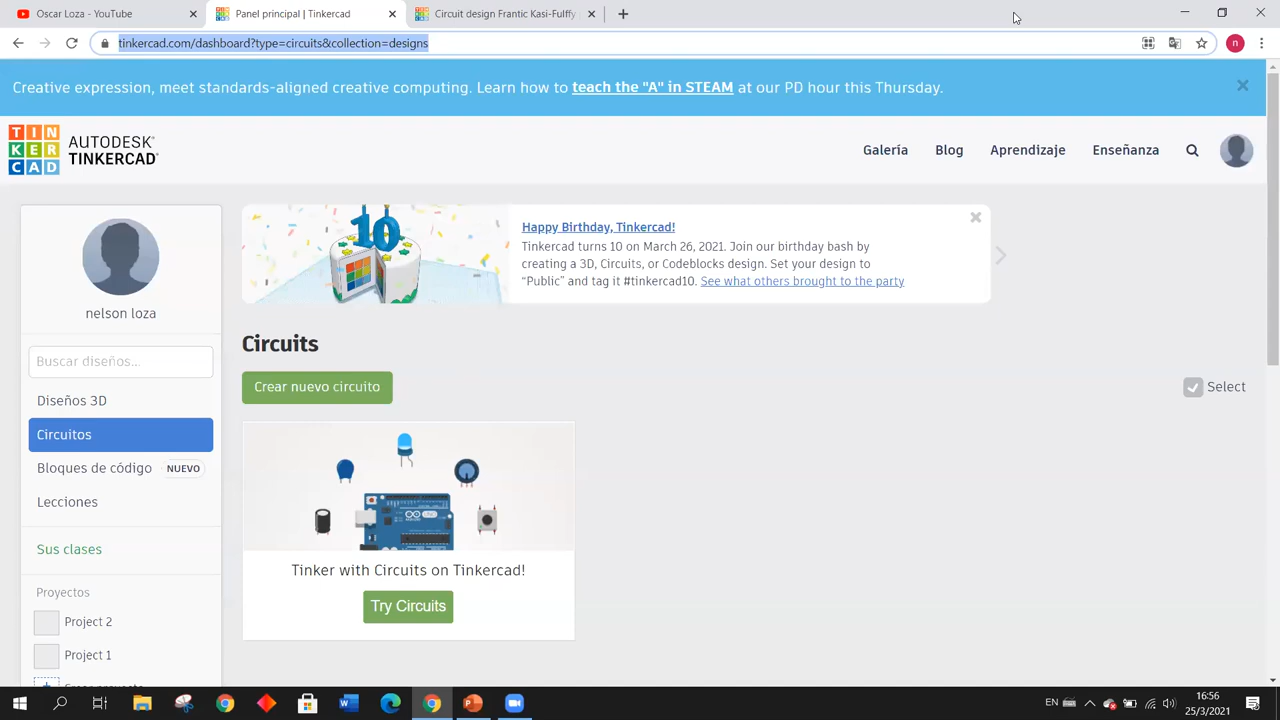 Oscar Loza - YouTube
Panel principal | Tinkercad
Circuit design Frantic Kasi-Fulffy
tinkercad.com/dashboard?type=circuits&collection=designs
n
Creative expression, meet standards-aligned creative computing. Learn how to teach the "A" in STEAM at our PD hour this Thursday.
TIN
KER
CAD
AUTODESK
TINKERCAD
Galería
Blog
Aprendizaje
Enseñanza
nelson loza
Buscar diseños...
Diseños 3D
Circuitos
Bloques de código NUEVO
Lecciones
Sus clases
Proyectos
Project 2
Project 1
10
Happy Birthday, Tinkercad!
Tinkercad turns 10 on March 26, 2021. Join our birthday bash by
creating a 3D, Circuits, or Codeblocks design. Set your design to
"Public" and tag it #tinkercad10. See what others brought to the party
Circuits
Crear nuevo circuito
Select
Tinker with Circuits on Tinkercad!
Try Circuits
EN
16:56
25/3/2021